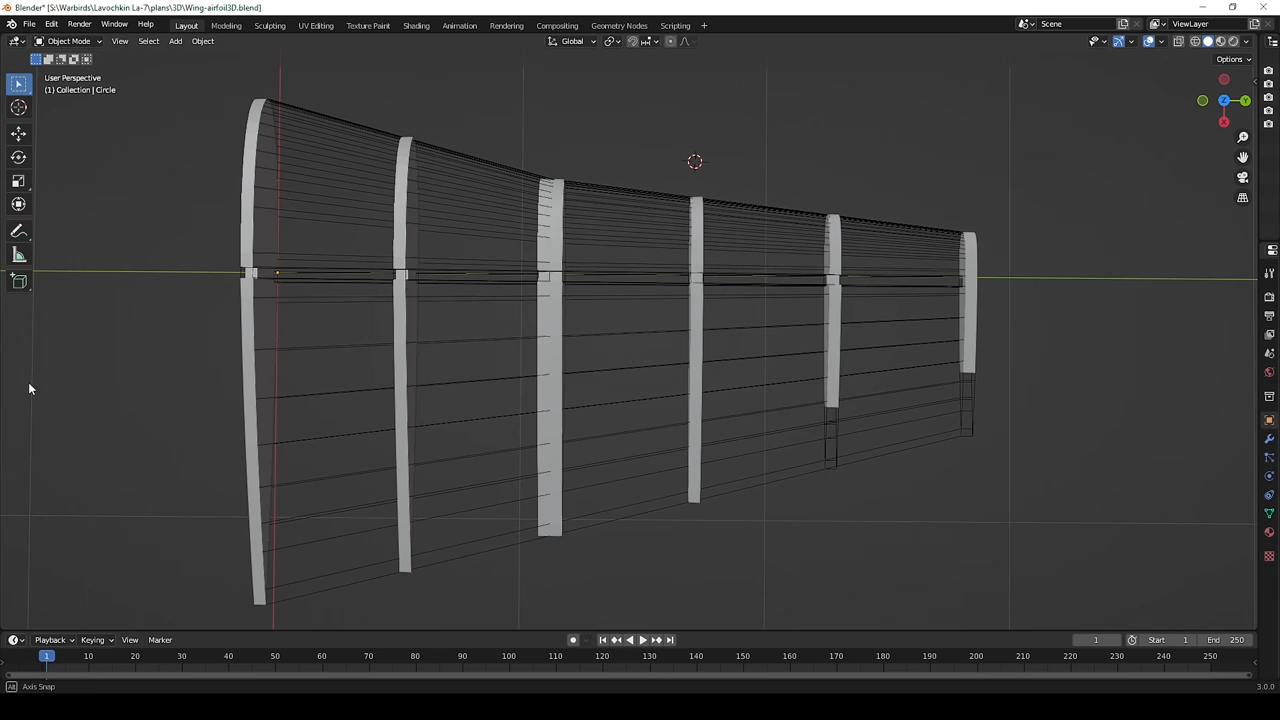 Blender* [S:\Warbirds\Lavochkin La-7\plans\3D\Wing-airfoil3D.blend]
File Edit Render Window Help Layout Modeling Sculpting UV Editing Texture Paint Shading Animation Rendering Compositing Geometry Nodes Scripting + Scene ViewLayer
Object Mode View Select Add Object Global
Options
User Perspective
(1) Collection | Circle
Z Y
X
Playback Keying View Marker 1 Start 1 End 250
1 10 20 30 40 50 60 70 80 90 100 110 120 130 140 150 160 170 180 190 200 210 220 230 240 250
Alt Axis Snap 3.0.0